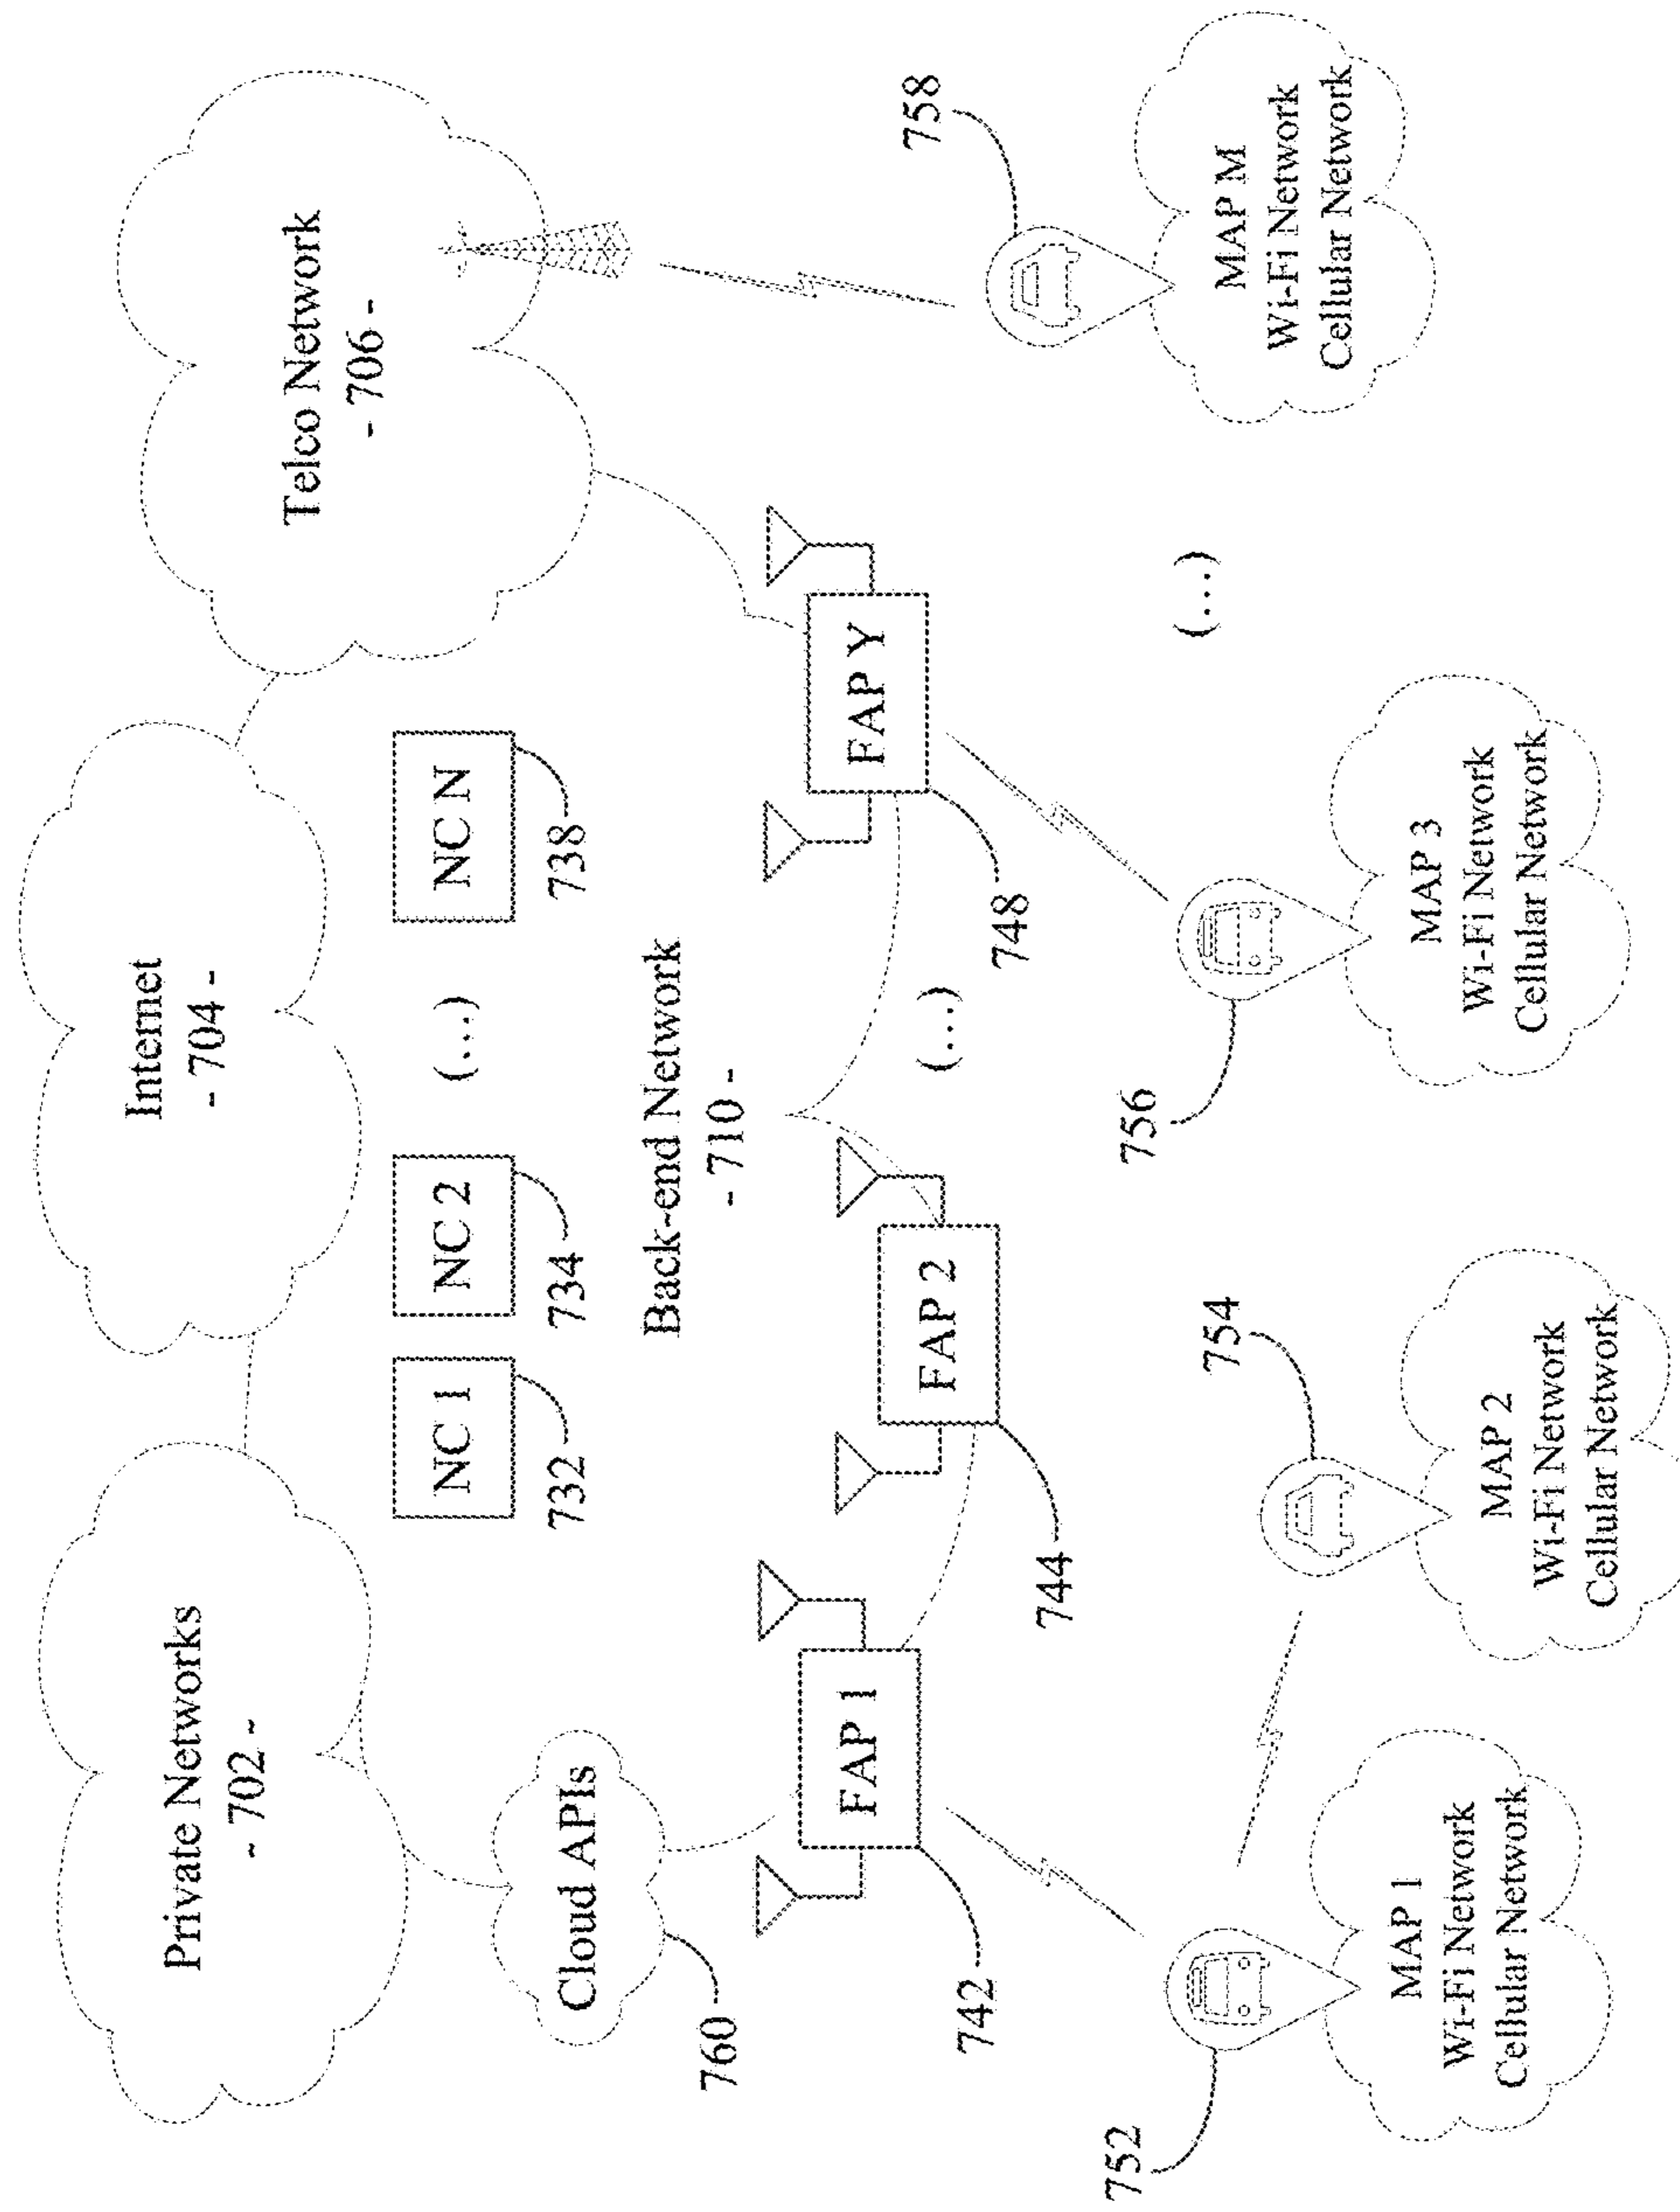 Private Networks
~ 702 ~
Internet
- 704 -
Telco Network
- 706 -
Cloud APIs
760
NC 1
732
NC 2
734
(...)
NC N
738
Back-end Network
- 710 -
FAP 1
742
FAP 2
744
(...)
FAP Y
748
752
MAP 1
Wi-Fi Network
Cellular Network
754
MAP 2
Wi-Fi Network
Cellular Network
756
MAP 3
Wi-Fi Network
Cellular Network
(...)
758
MAP M
Wi-Fi Network
Cellular Network